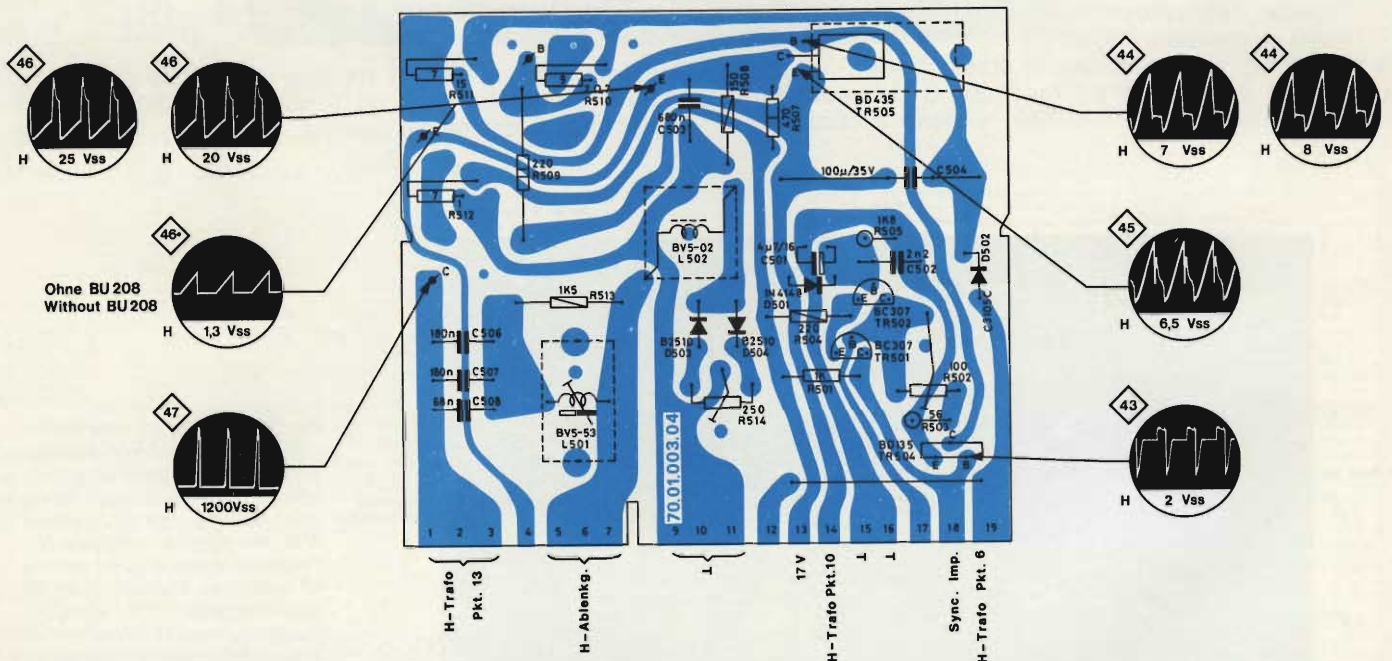 46
H 25 Vss
46
H 20 Vss
Ohne BU 208
Without BU 208
46•
H 1,3 Vss
47
H 1200Vss
7
15
R511
B
R510
E
E
7
R512
220
R509
680n
C503
150
R508
470
R507
B
C
E
BD435
TR505
100µ/35V
C504
BV5-02
L502
1K8
R505
4µ7/16
C501
2n2
C502
D502
C3105C
1N4148
D501
B
E C
BC307
TR503
220
R504
B
E C
BC307
TR501
1K
R501
100
R502
56
R503
C
BD135
TR504
E B
C
1K5
R513
180n C506
180n C507
68n C508
BV5-53
L501
B2510
D503
B2510
D504
250
R514
70.01.003.04
1 2 3 4 5 6 7 9 10 11 12 13 14 15 16 17 18 19
H-Trafo
Pkt. 13
H-Ablenkg.
⊥
17 V
H-Trafo Pkt.10
⊥
⊥
Sync. Imp.
H-Trafo Pkt. 6
44
H 7 Vss
44
H 8 Vss
45
H 6,5 Vss
43
H 2 Vss